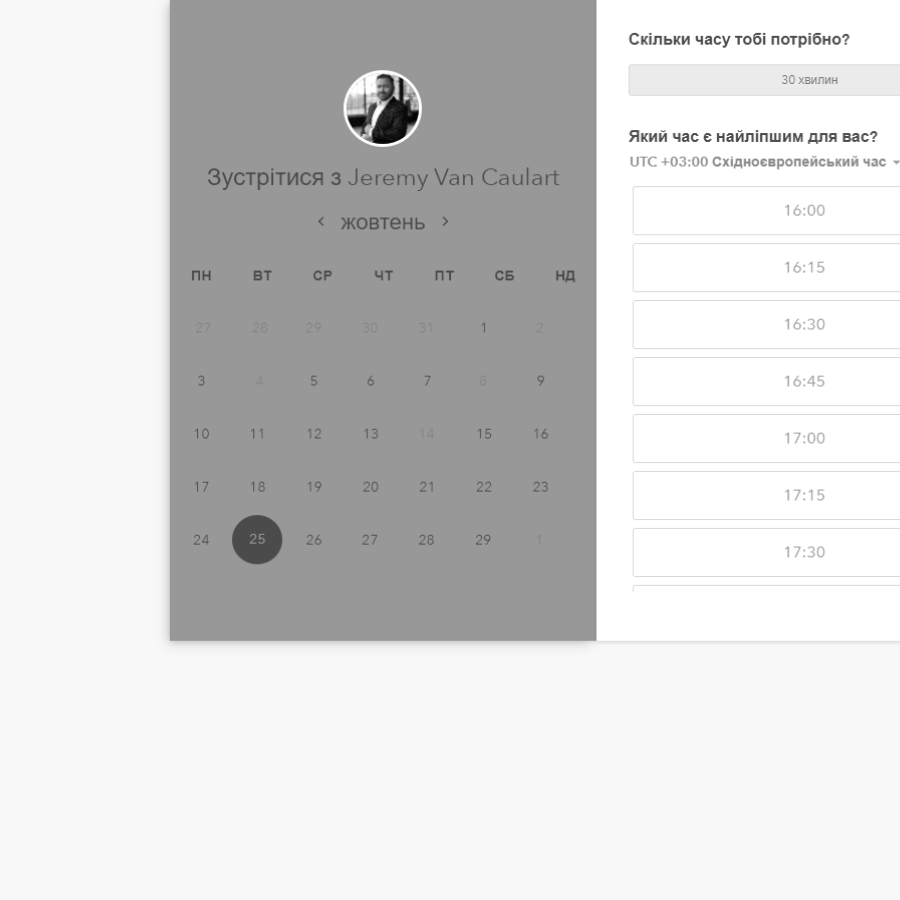 Зустрітися з Jeremy Van Caulart
жовтень
ПН ВТ СР ЧТ ПТ СБ НД
27 28 29 30 31 1 2
3 4 5 6 7 8 9
10 11 12 13 14 15 16
17 18 19 20 21 22 23
24 25 26 27 28 29 1
Скільки часу тобі потрібно?
30 хвилин
Який час є найліпшим для вас?
UTC +03:00 Східноєвропейський час
16:00
16:15
16:30
16:45
17:00
17:15
17:30